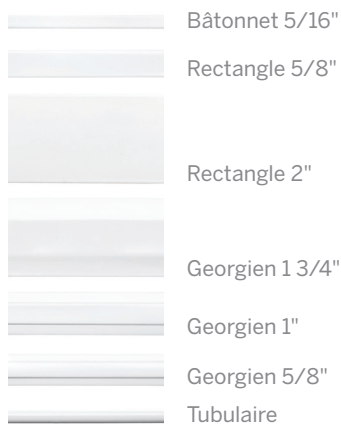 Bâtonnet 5/16"
Rectangle 5/8"
Rectangle 2"
Georgien 1 3/4"
Georgien 1"
Georgien 5/8"
Tubulaire